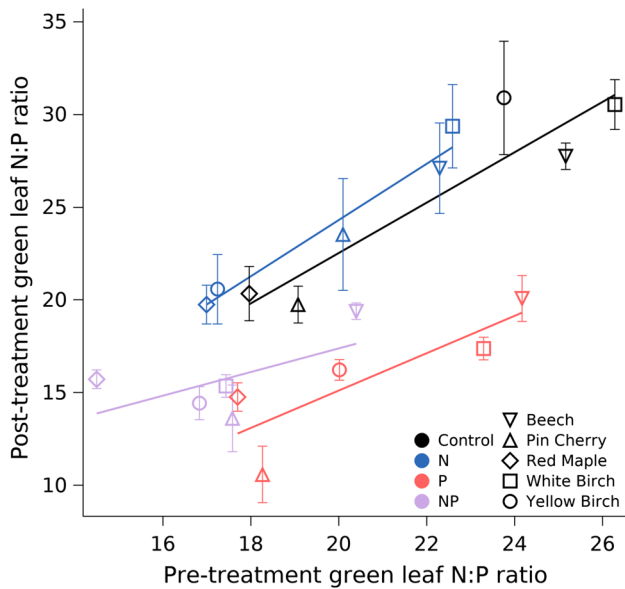 35
30
25
20
15
10
Post-treatment green leaf N:P ratio
Control
N
P
NP
Beech
Pin Cherry
Red Maple
White Birch
Yellow Birch
16 18 20 22 24 26
Pre-treatment green leaf N:P ratio